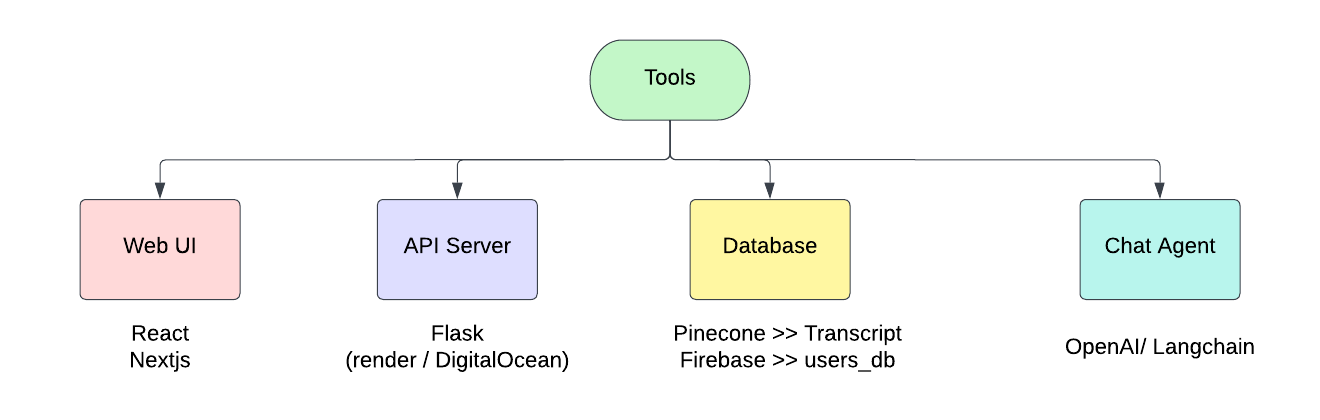 Tools
Web UI
API Server
Database
Chat Agent
React
Nextjs
Flask
(render / DigitalOcean)
Pinecone >> Transcript
Firebase >> users_db
OpenAI/ Langchain